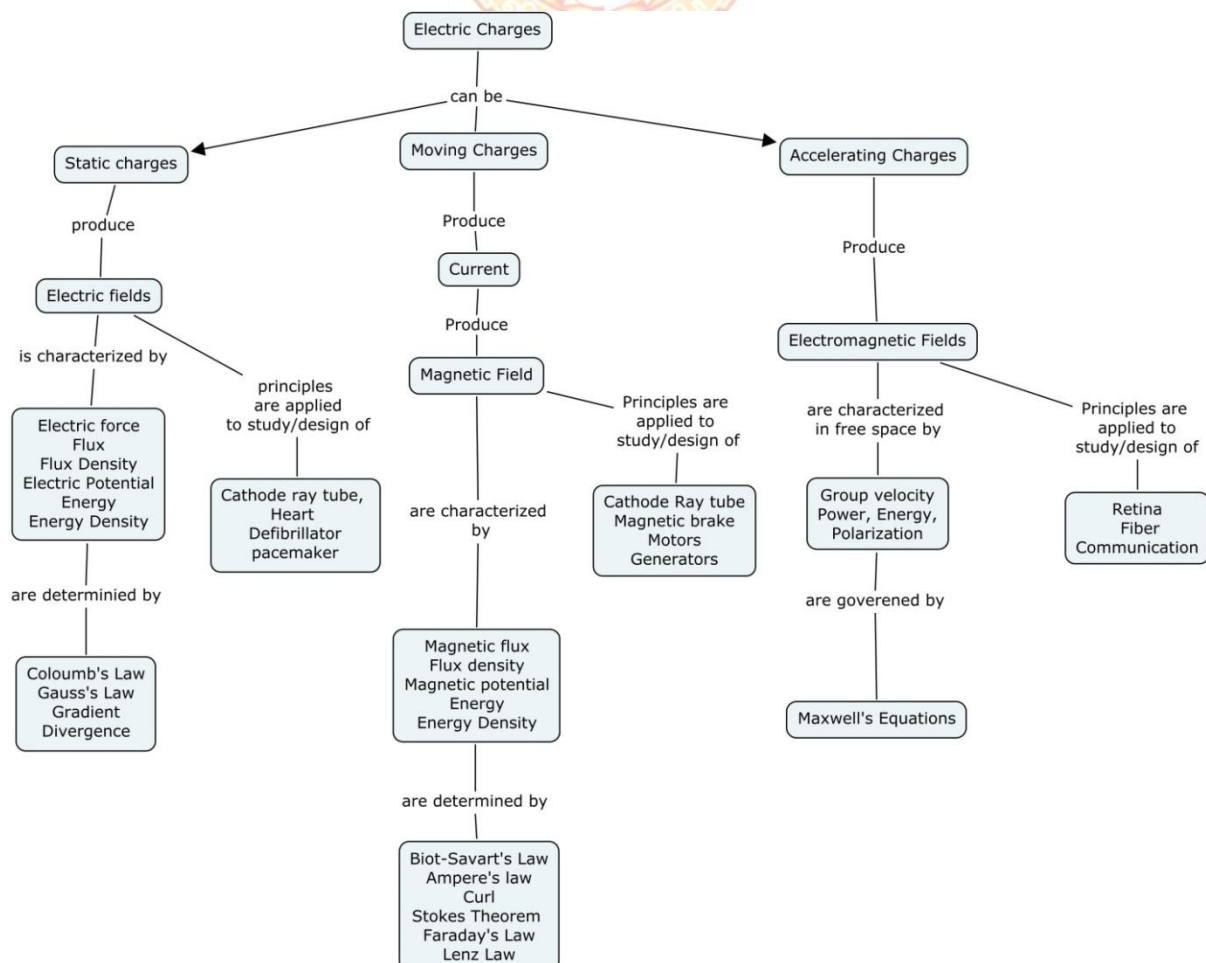 Electric Charges
can be
Static charges
Moving Charges
Accelerating Charges
produce
Produce
Produce
Electric fields
Current
Produce
Electromagnetic Fields
is characterized by
Magnetic Field
principles
are applied
to study/design of
Principles are
applied to
study/design of
are characterized
in free space by
Principles are
applied to
study/design of
Electric force
Flux
Flux Density
Electric Potential
Energy
Energy Density
Cathode ray tube,
Heart
Defibrillator
pacemaker
are characterized
by
Cathode Ray tube
Magnetic brake
Motors
Generators
Group velocity
Power, Energy,
Polarization
Retina
Fiber
Communication
are determinied by
are goverened by
Coloumb's Law
Gauss's Law
Gradient
Divergence
Magnetic flux
Flux density
Magnetic potential
Energy
Energy Density
Maxwell's Equations
are determined by
Biot-Savart's Law
Ampere's law
Curl
Stokes Theorem
Faraday's Law
Lenz Law